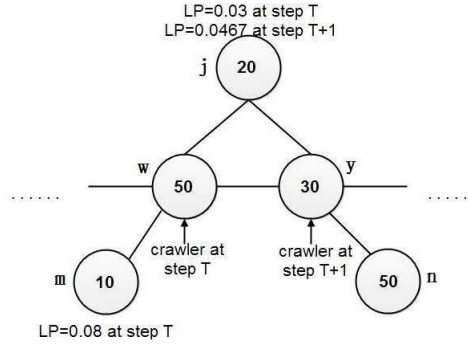 LP=0.03 at step T
LP=0.0467 at step T+1
j
20
w
50
30
y
......
......
crawler at
step T
crawler at
step T+1
m
10
50
n
LP=0.08 at step T